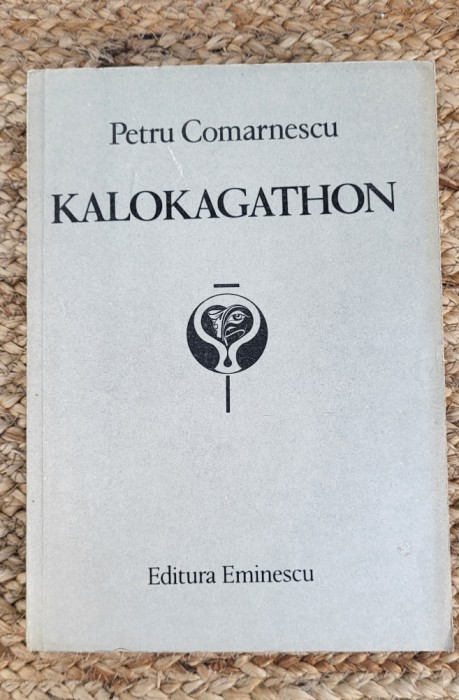 Petru Comarnescu
KALOKAGATHON
Editura Eminescu